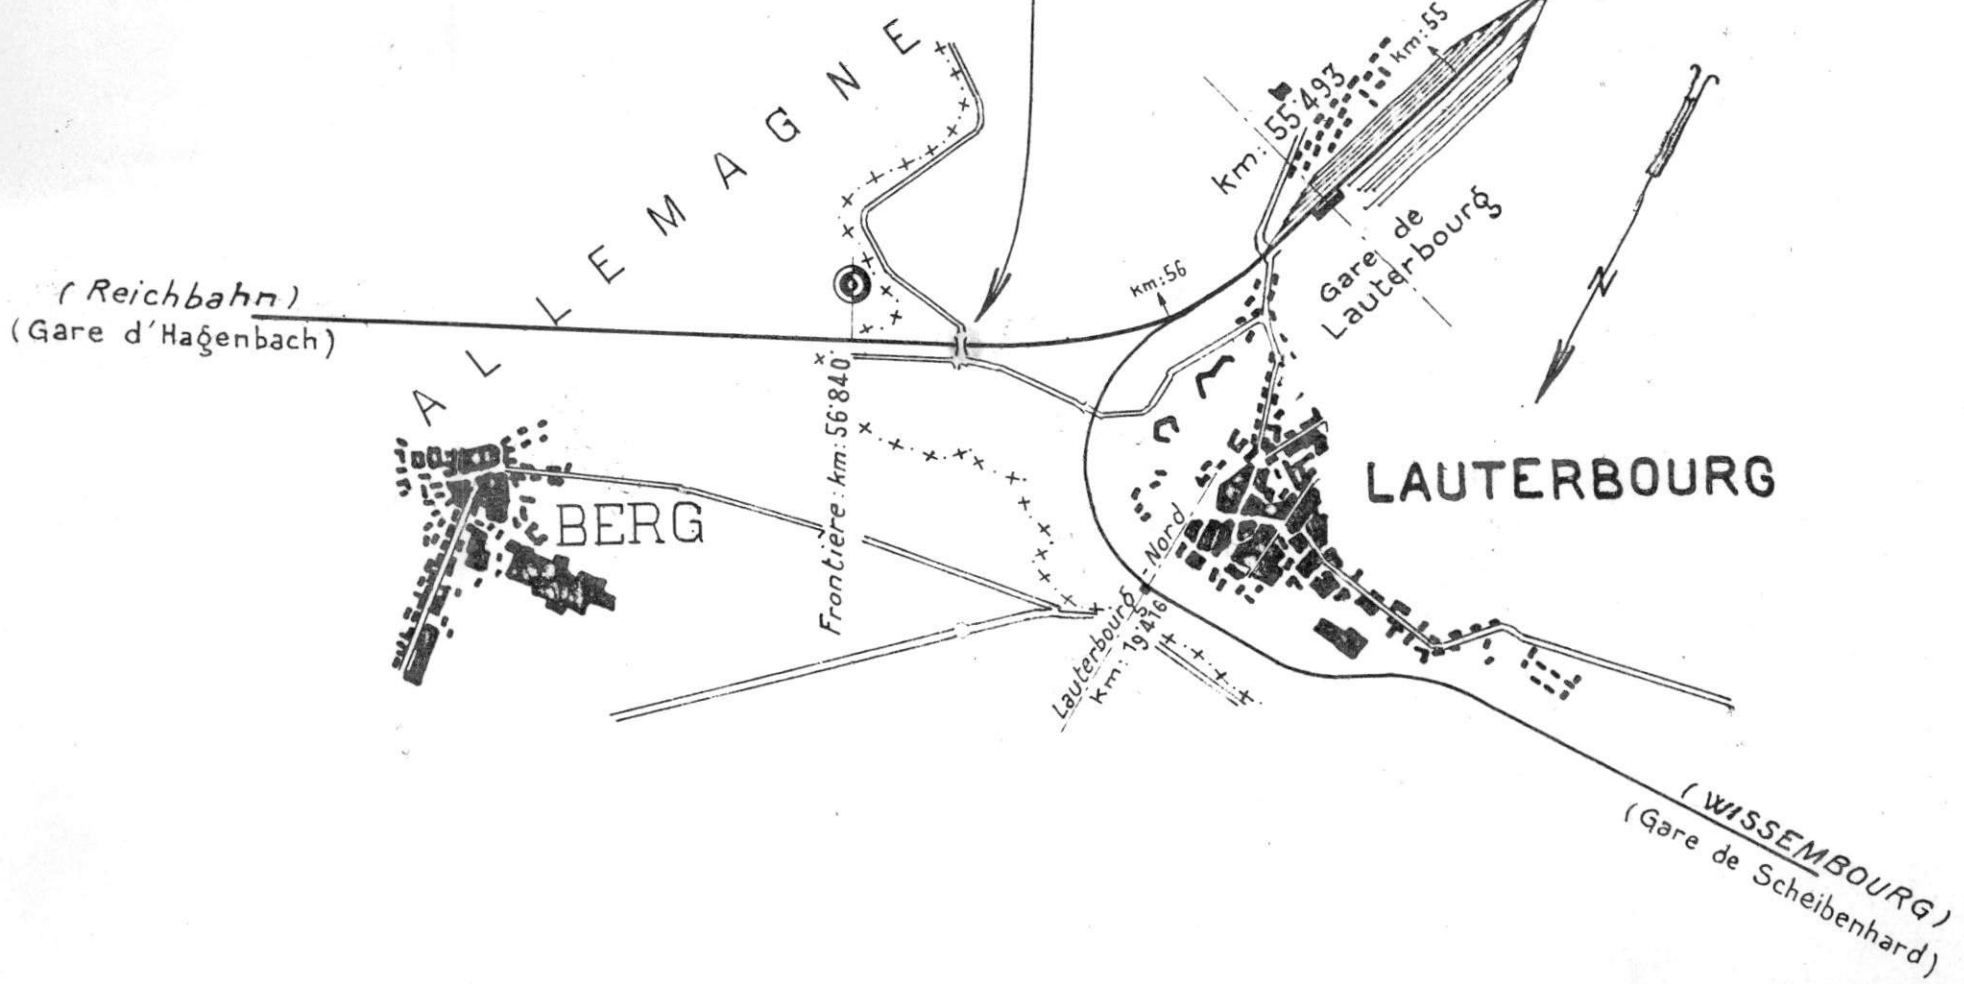 ALLEMAGNE
km:55
km: 55'493
Gare de
Lauterbourg
N
km:56
( Reichbahn )
(Gare d'Hagenbach)
Frontière: km: 56'840
LAUTERBOURG
BERG
Lauterbourg - Nord
km: 19'416
( WISSEMBOURG )
(Gare de Scheibenhard)